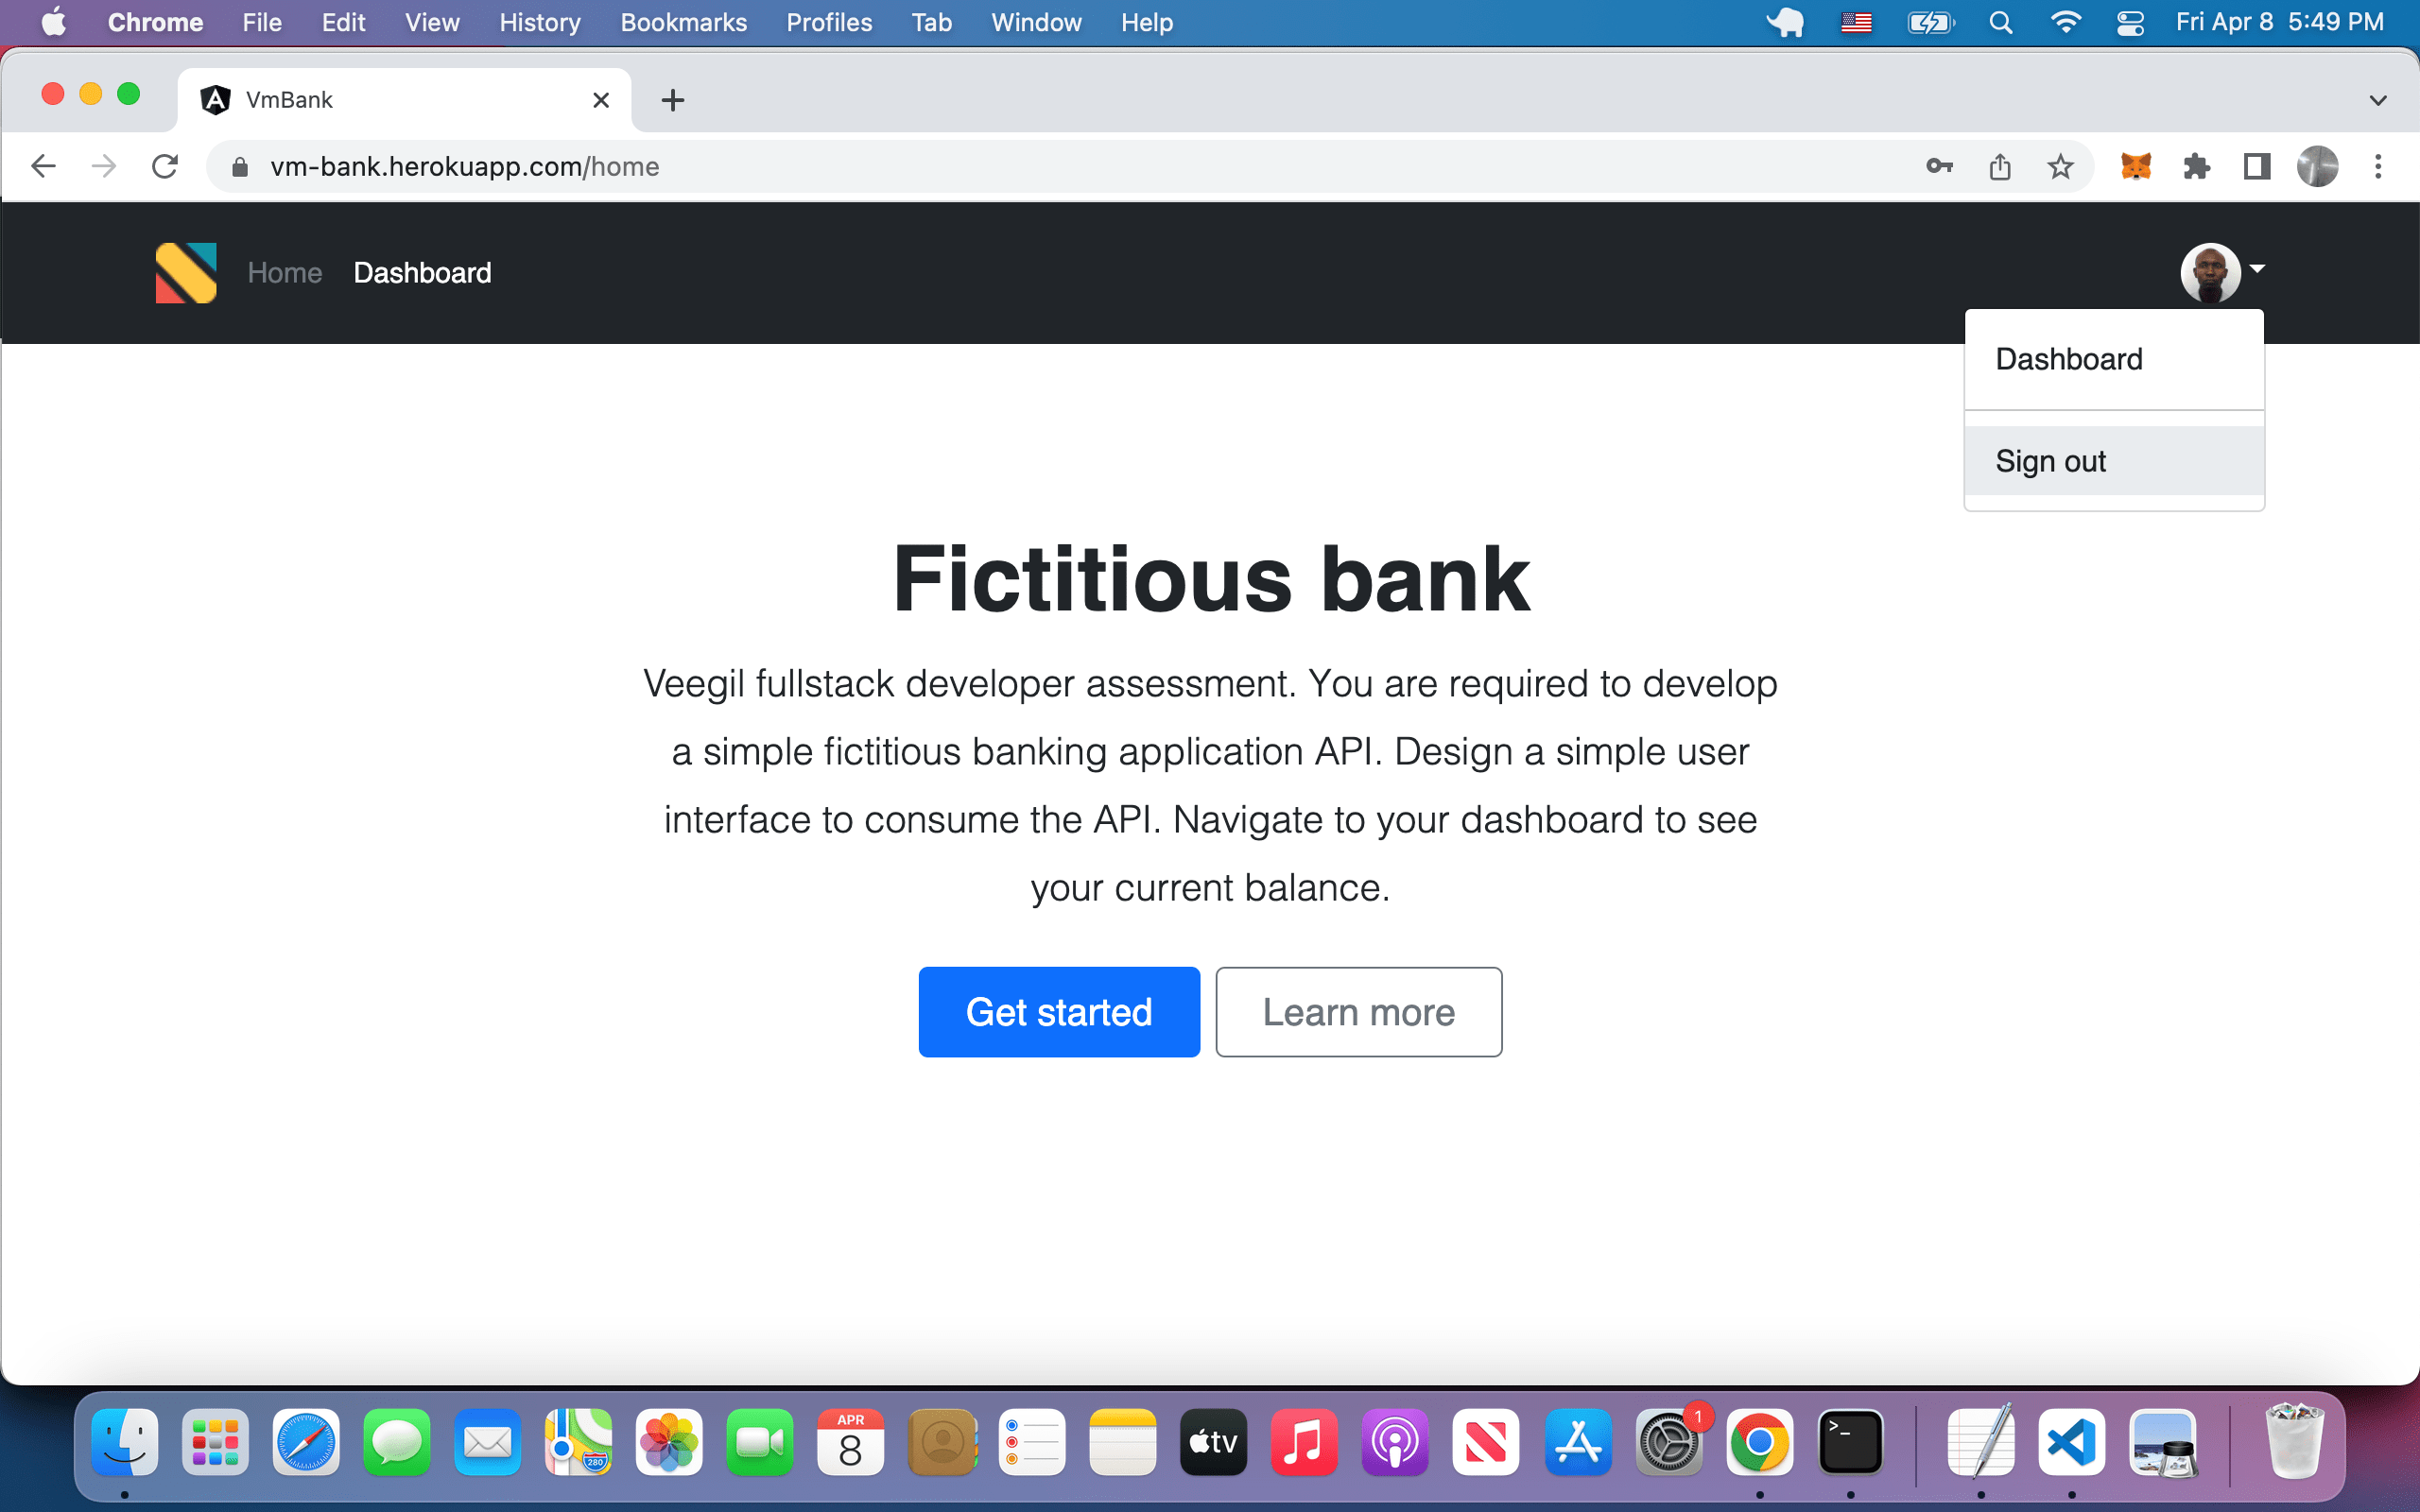 Chrome File Edit View History Bookmarks Profiles Tab Window Help Fri Apr 8 5:49 PM
VmBank
vm-bank.herokuapp.com/home
Home Dashboard
Dashboard
Sign out
Fictitious bank
Veegil fullstack developer assessment. You are required to develop
a simple fictitious banking application API. Design a simple user
interface to consume the API. Navigate to your dashboard to see
your current balance.
Get started Learn more
280
APR
8
tv
1
>_